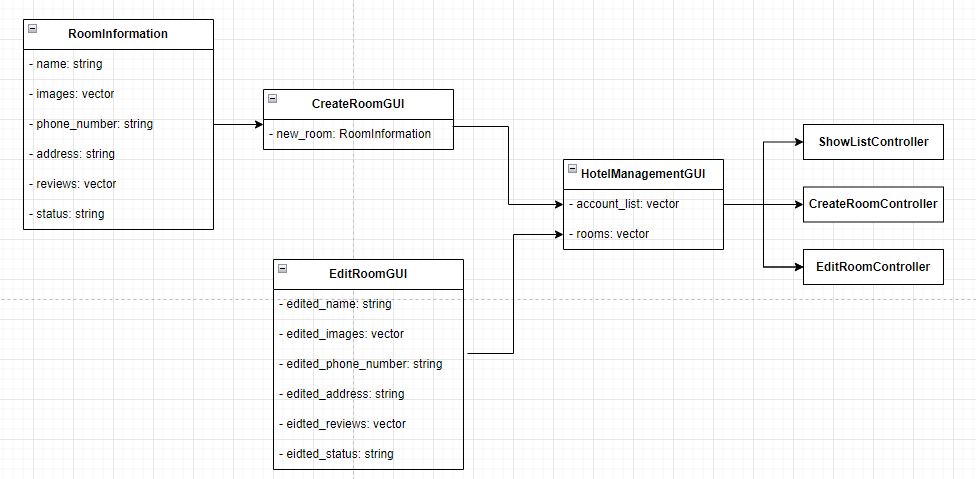 RoomInformation
- name: string
- images: vector
- phone_number: string
- address: string
- reviews: vector
- status: string
CreateRoomGUI
- new_room: RoomInformation
EditRoomGUI
- edited_name: string
- edited_images: vector
- edited_phone_number: string
- edited_address: string
- eidted_reviews: vector
- eidted_status: string
HotelManagementGUI
- account_list: vector
- rooms: vector
ShowListController
CreateRoomController
EditRoomController